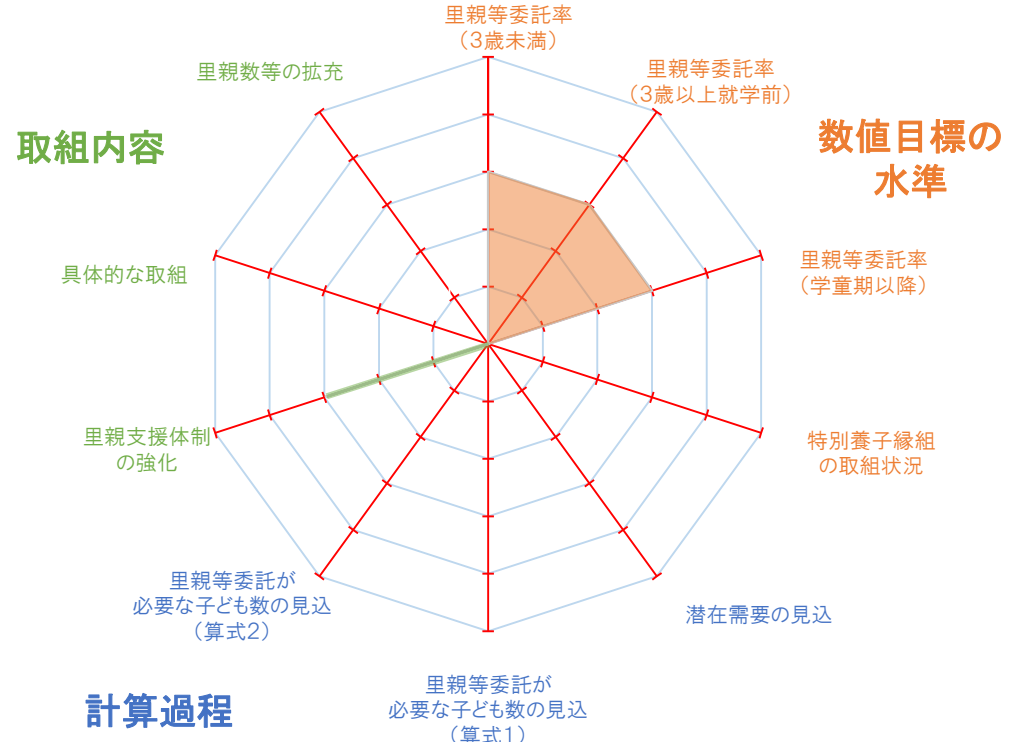 里親等委託率
（3歳未満）
里親等委託率
（3歳以上就学前）
数値目標の
水準
里親等委託率
（学童期以降）
特別養子縁組
の取組状況
潜在需要の見込
里親等委託が
必要な子ども数の見込
（算式1）
計算過程
里親等委託が
必要な子ども数の見込
（算式2）
里親支援体制
の強化
具体的な取組
取組内容
里親数等の拡充